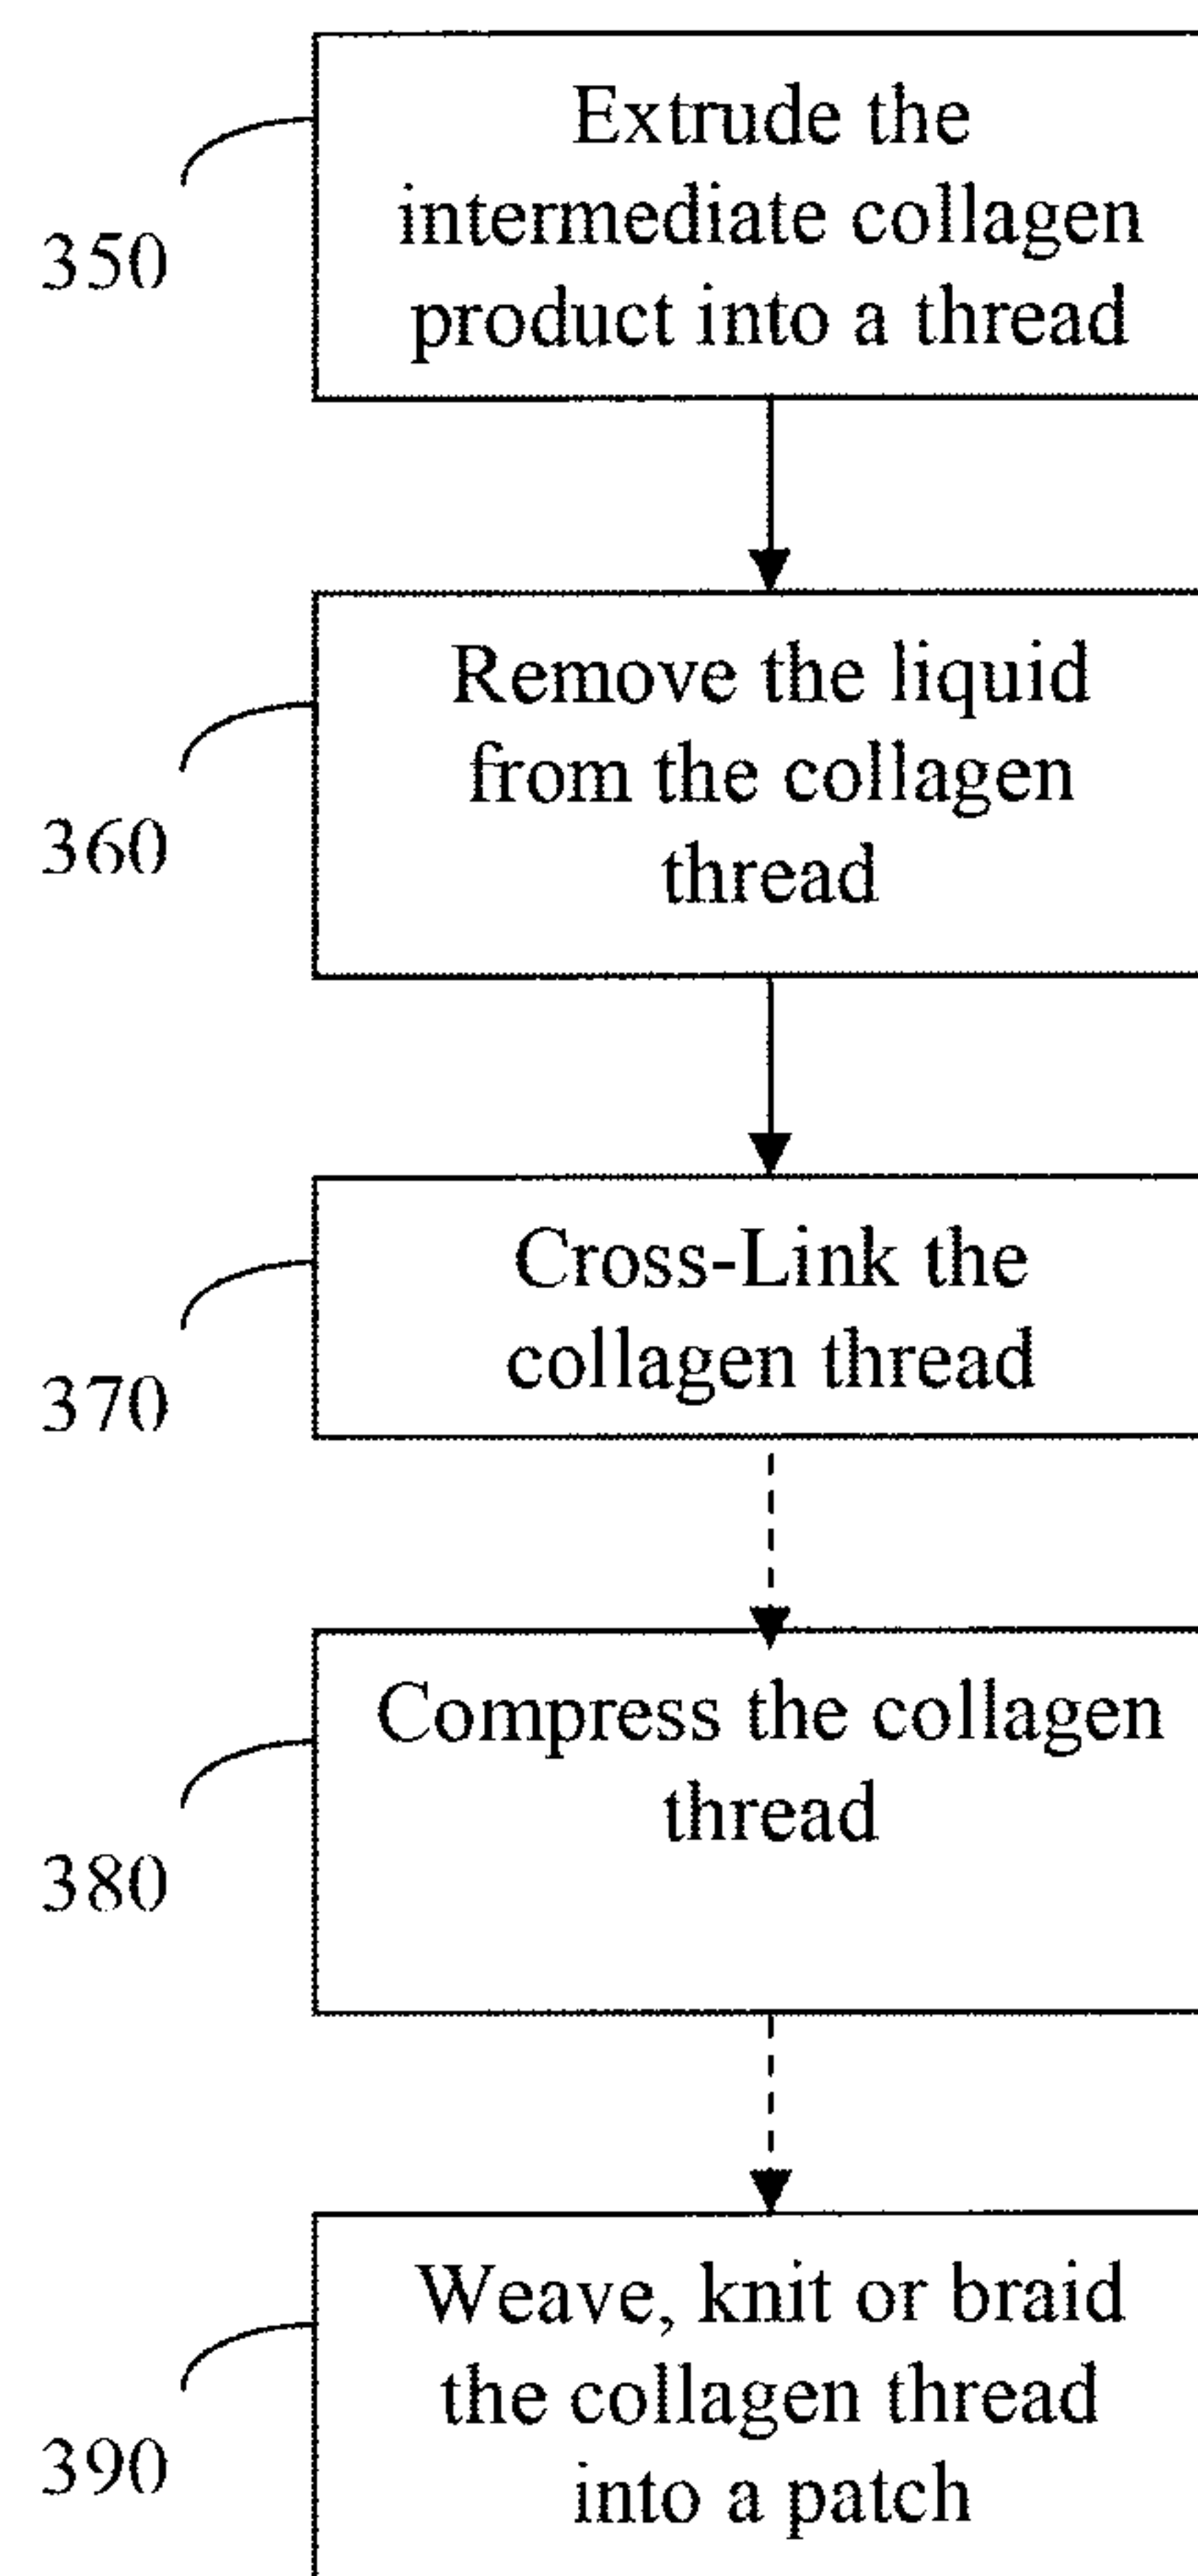 Extrude the
intermediate collagen
product into a thread
350
Remove the liquid
from the collagen
thread
360
Cross-Link the
collagen thread
370
Compress the collagen
thread
380
Weave, knit or braid
the collagen thread
into a patch
390